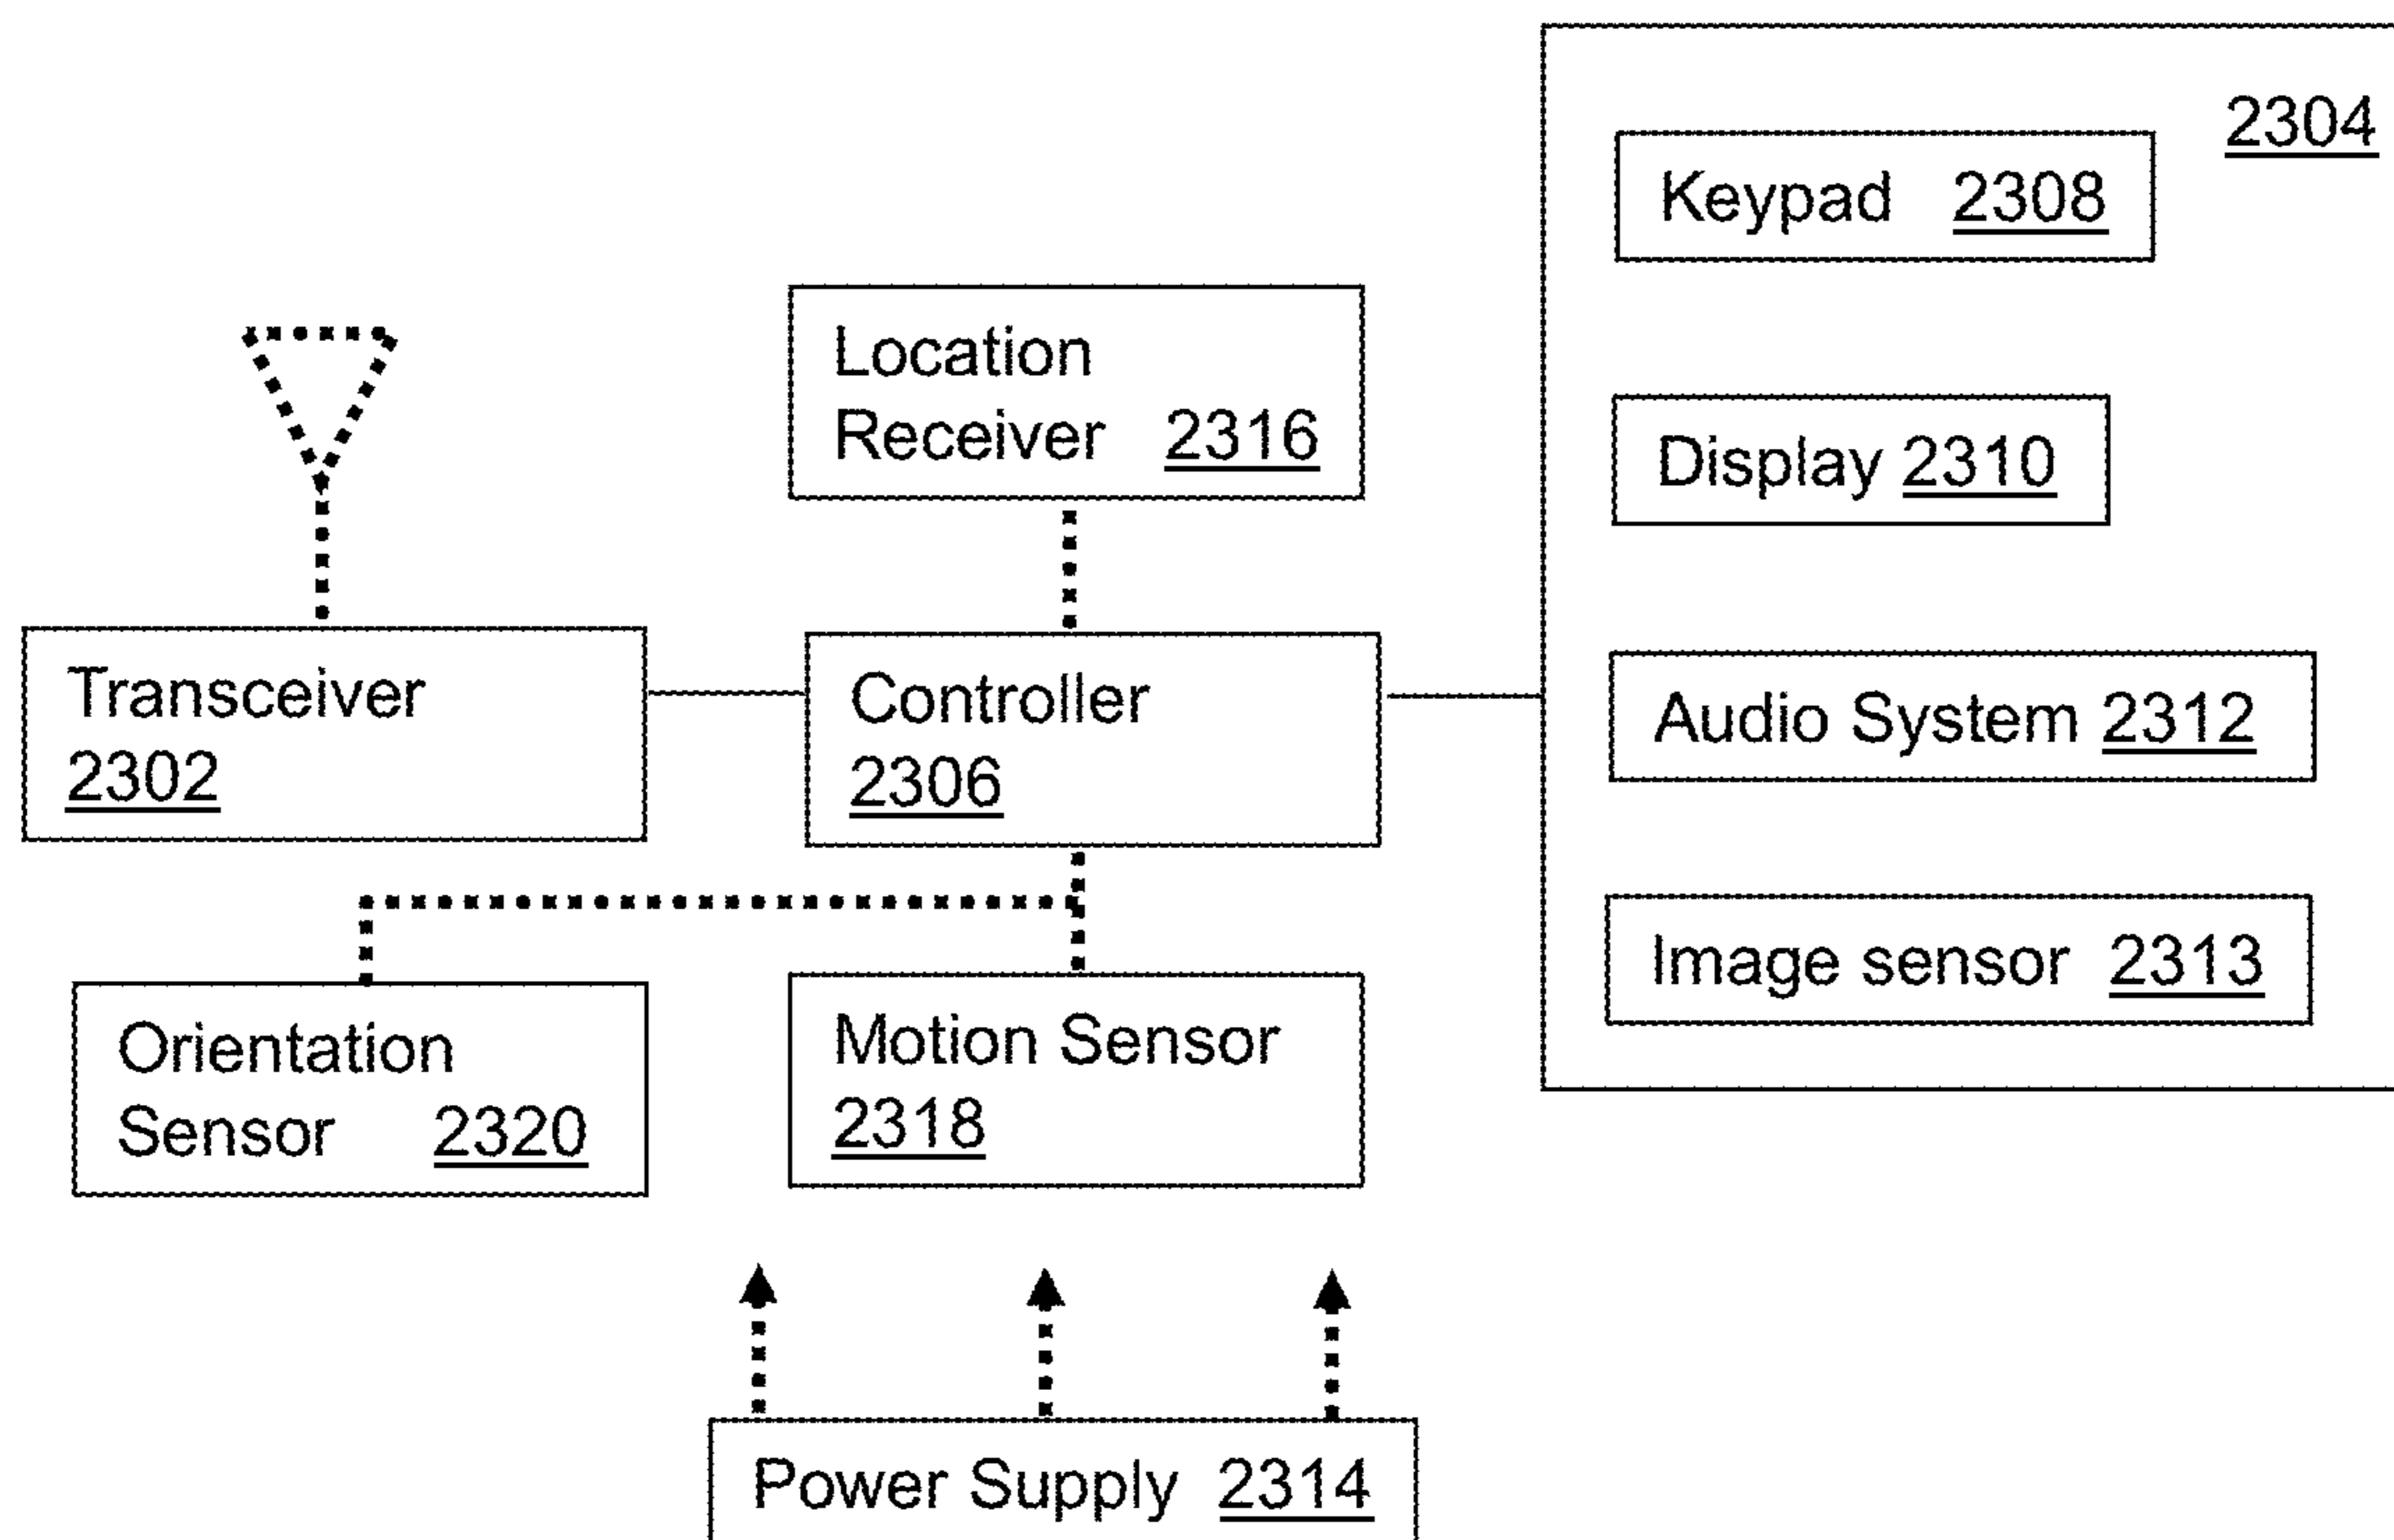 2304
Keypad 2308
Location
Receiver 2316
Display 2310
Transceiver
2302
Controller
2306
Audio System 2312
Image sensor 2313
Orientation
Sensor 2320
Motion Sensor
2318
Power Supply 2314